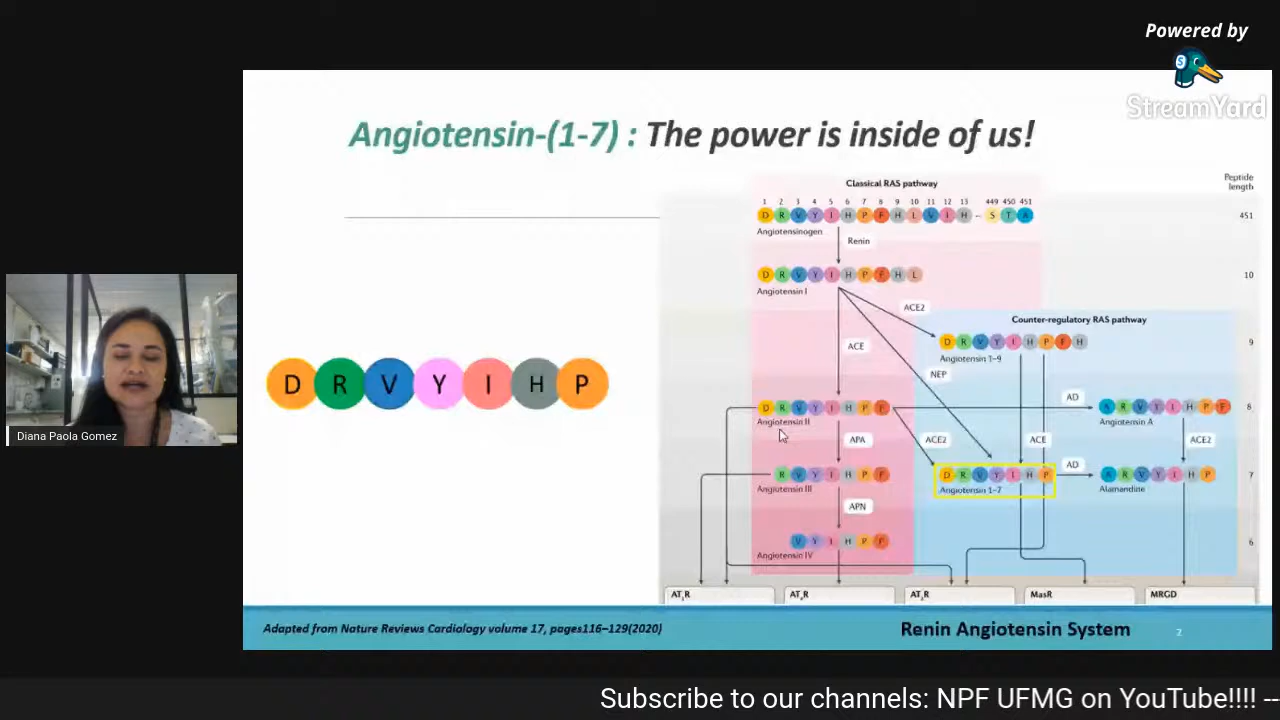 Powered by
StreamYard
Angiotensin-(1-7) : The power is inside of us!
Classical RAS pathway
Peptide
length
1 2 3 4 5 6 7 8 9 10 11 12 13 449 450 451
D R V Y I H P F H L V I H – S T A
451
Angiotensinogen
Renin
D R V Y I H P F H L
10
Angiotensin I
ACE2
Counter-regulatory RAS pathway
ACE
D R V Y I H P F H
9
Angiotensin 1–9
NEP
D R V Y I H P
AD
D R V Y I H P F
A R V Y I H P F
8
Angiotensin II
Angiotensin A
APA
ACE2
ACE
ACE2
AD
R V Y I H P F
D R V Y I H P
A R V Y I H P
7
Angiotensin III
Angiotensin 1–7
Alamandine
APN
V Y I H P F
6
Angiotensin IV
AT₁R
AT₄R
AT₂R
MasR
MRGD
Diana Paola Gomez
Adapted from Nature Reviews Cardiology volume 17, pages116–129(2020)
Renin Angiotensin System
2
Subscribe to our channels: NPF UFMG on YouTube!!!! --